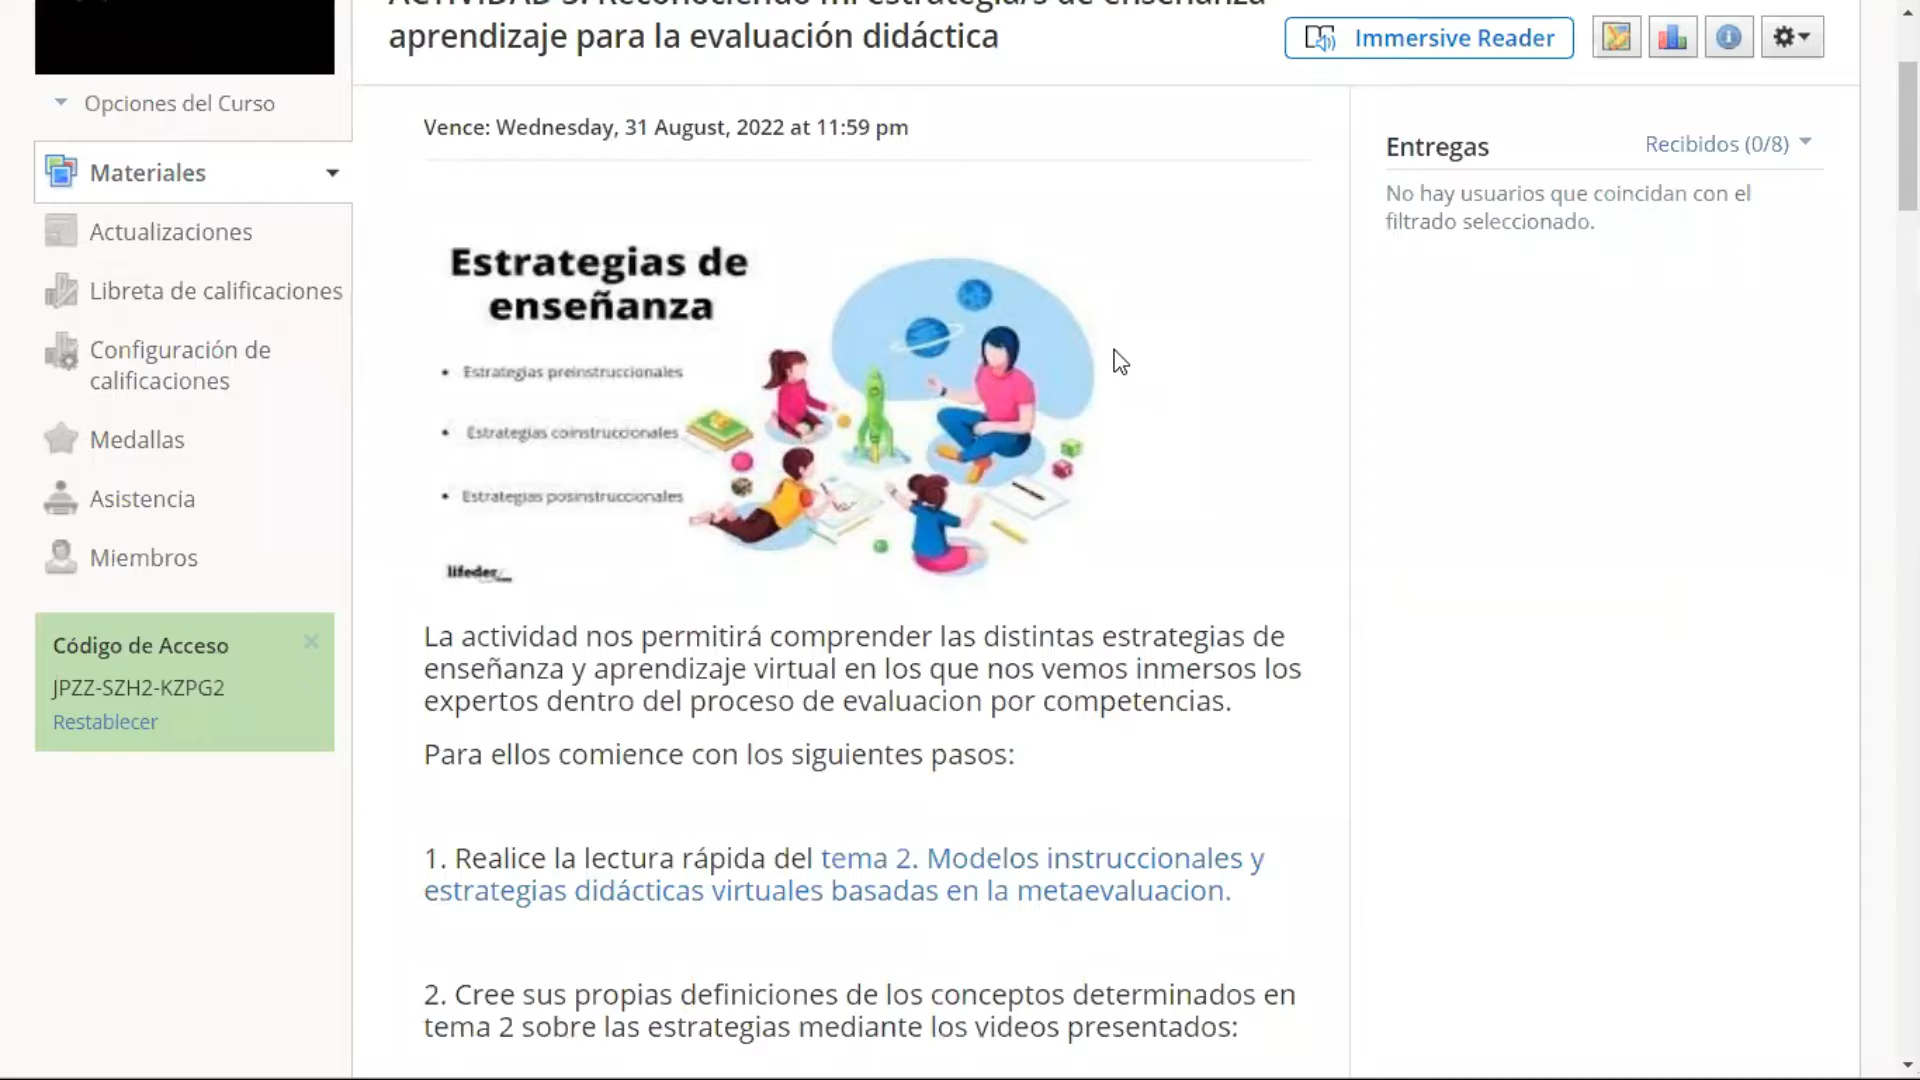 aprendizaje para la evaluación didáctica
Immersive Reader
Opciones del Curso
Materiales
Actualizaciones
Libreta de calificaciones
Configuración de
calificaciones
Medallas
Asistencia
Miembros
Código de Acceso
JPZZ-SZH2-KZPG2
Restablecer
Vence: Wednesday, 31 August, 2022 at 11:59 pm
Estrategias de
enseñanza
• Estrategias preinstruccionales
• Estrategias coinstruccionales
• Estrategias posinstruccionales
lifeder_
La actividad nos permitirá comprender las distintas estrategias de
enseñanza y aprendizaje virtual en los que nos vemos inmersos los
expertos dentro del proceso de evaluacion por competencias.
Para ellos comience con los siguientes pasos:
1. Realice la lectura rápida del tema 2. Modelos instruccionales y
estrategias didácticas virtuales basadas en la metaevaluacion.
2. Cree sus propias definiciones de los conceptos determinados en
tema 2 sobre las estrategias mediante los videos presentados:
Entregas
Recibidos (0/8)
No hay usuarios que coincidan con el
filtrado seleccionado.